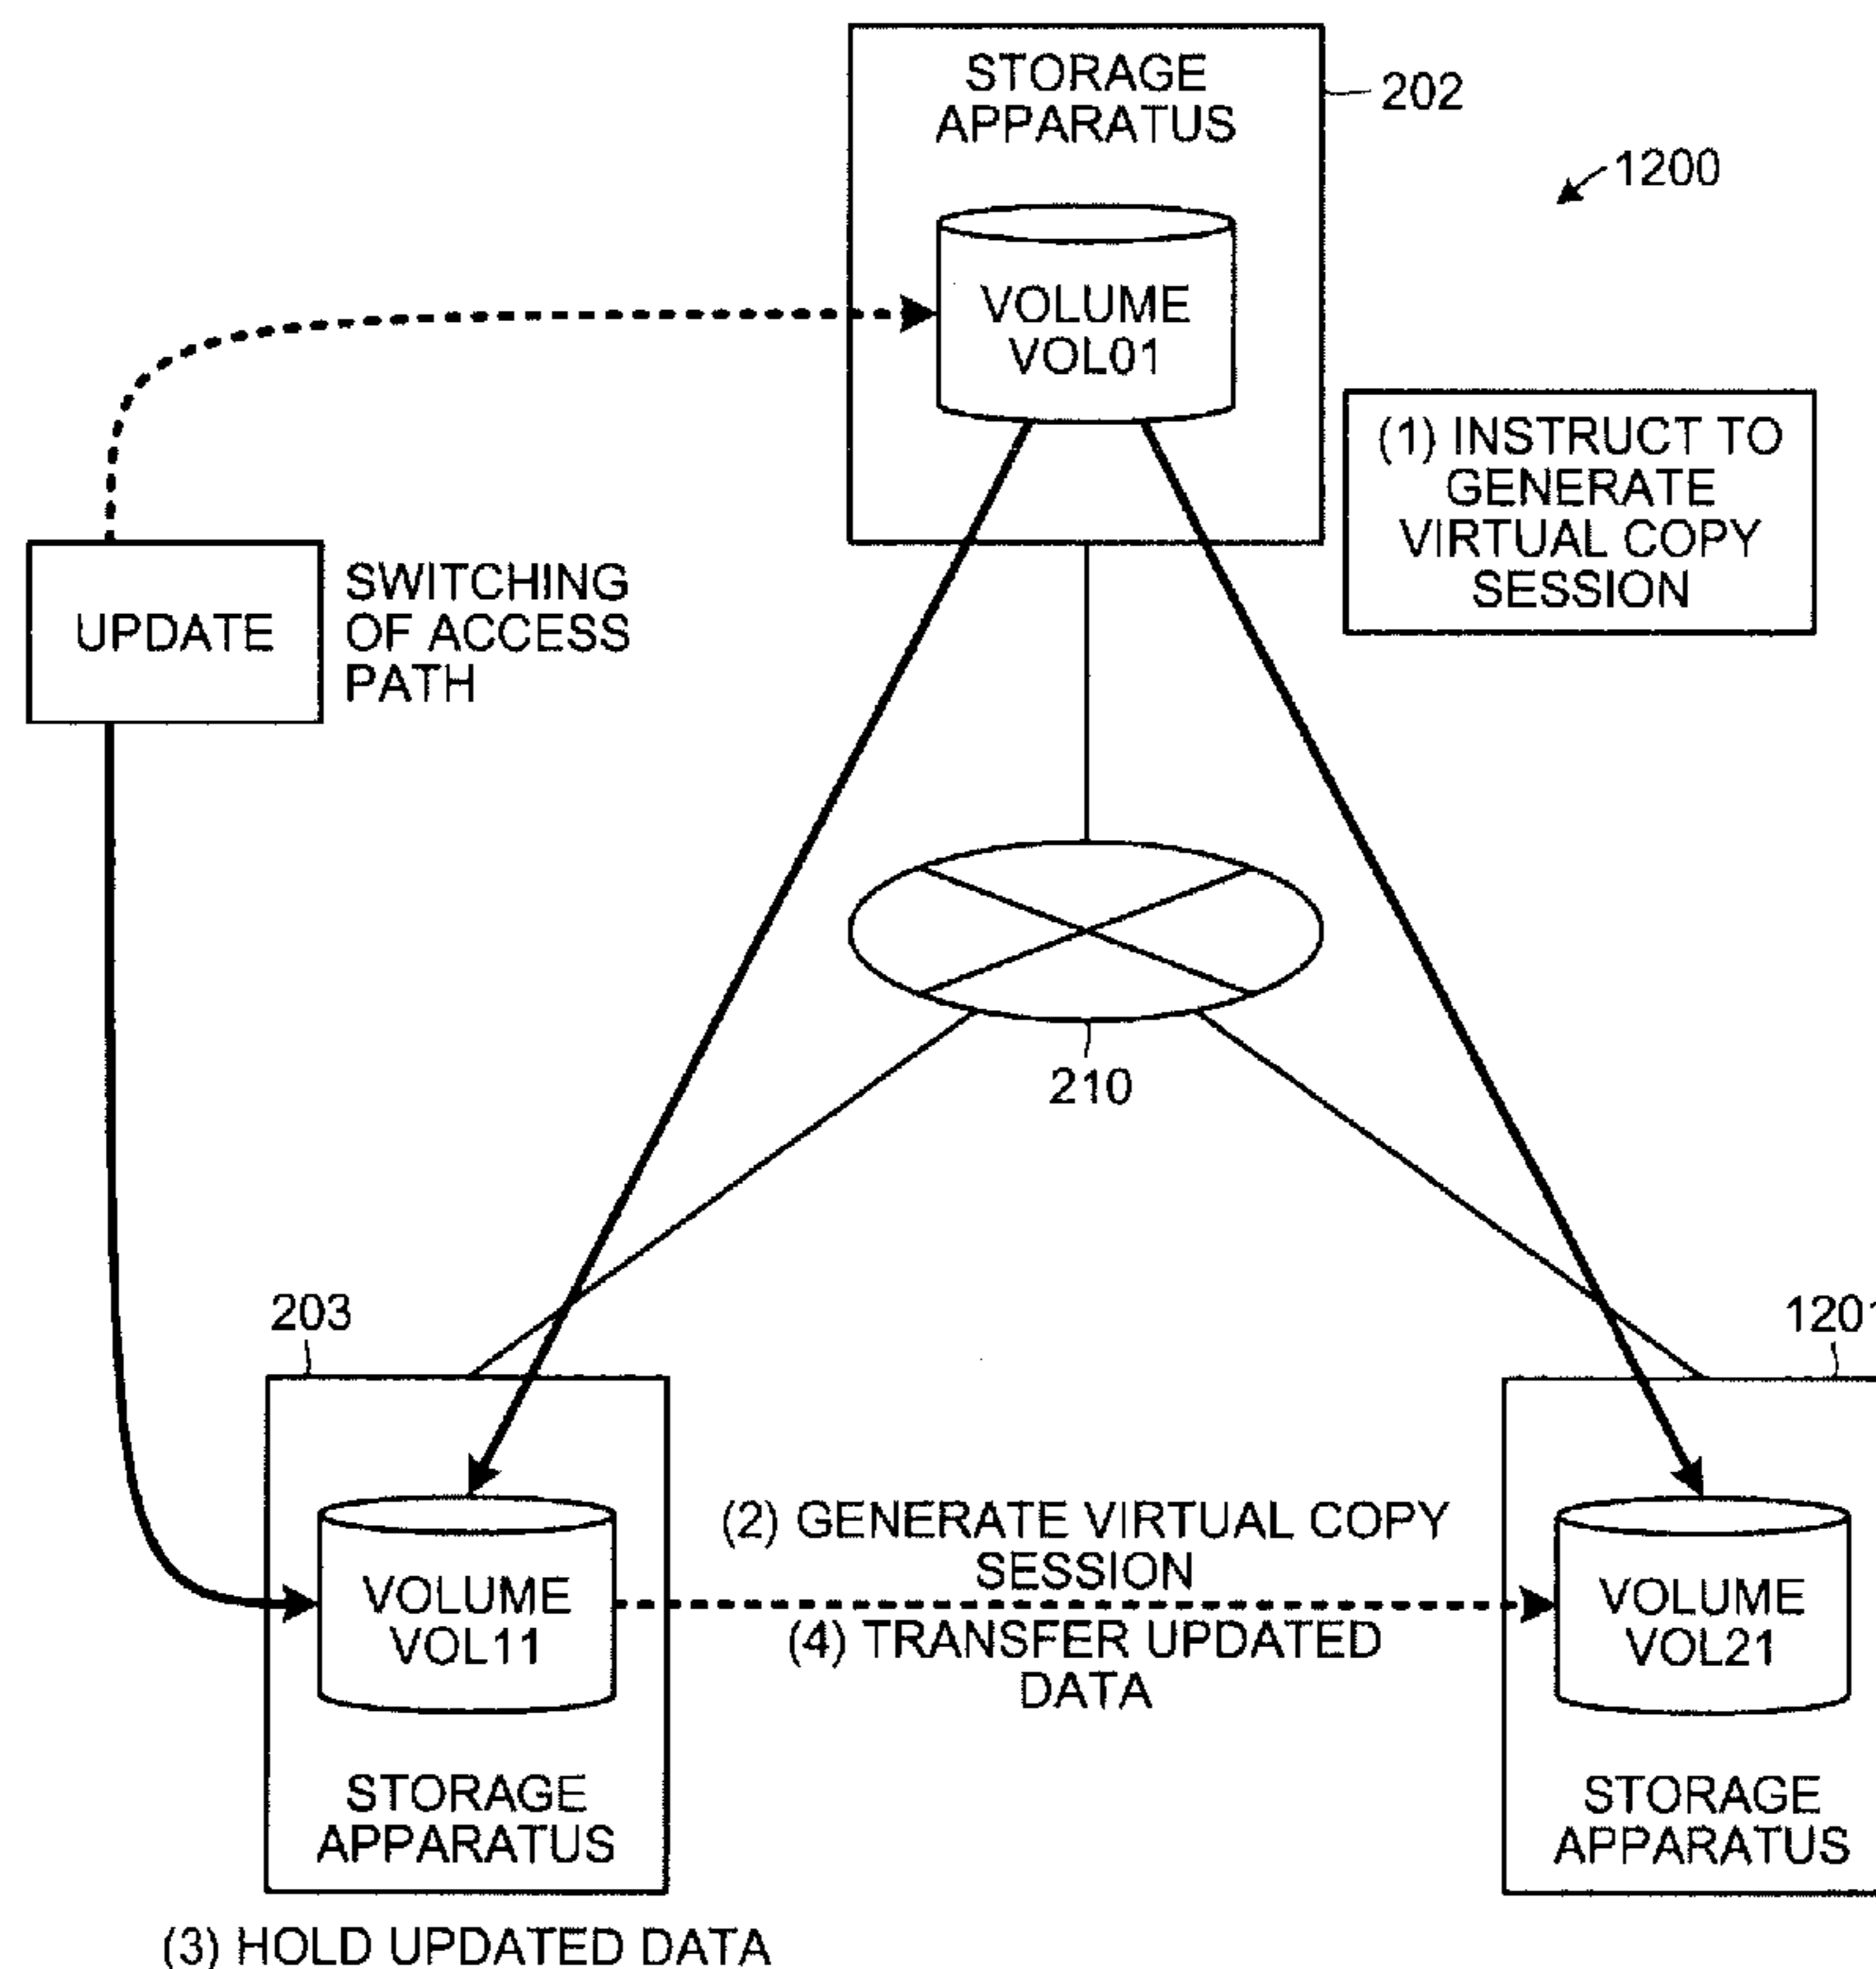 STORAGE
APPARATUS
202
1200
VOLUME
VOL01
(1) INSTRUCT TO
GENERATE
VIRTUAL COPY
SESSION
UPDATE
SWITCHING
OF ACCESS
PATH
210
203
1201
(2) GENERATE VIRTUAL COPY
SESSION
VOLUME
VOL11
(4) TRANSFER UPDATED
DATA
VOLUME
VOL21
STORAGE
APPARATUS
STORAGE
APPARATUS
(3) HOLD UPDATED DATA